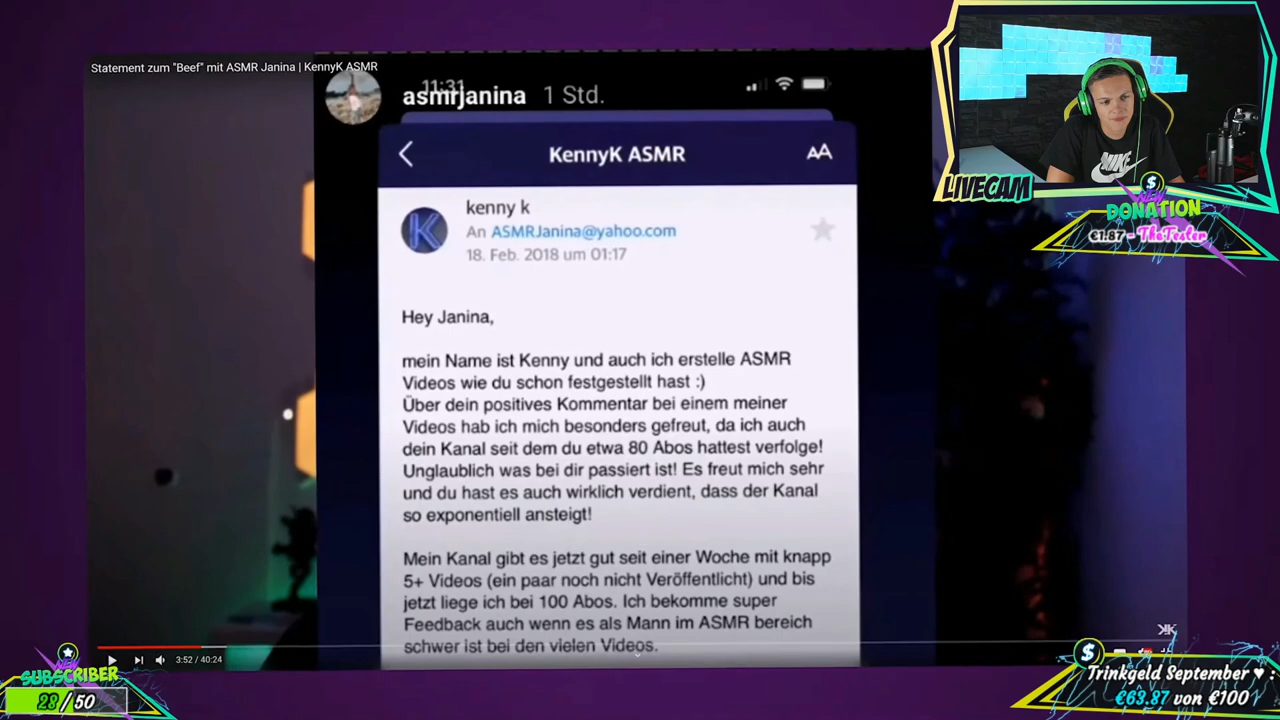 Statement zum "Beef" mit ASMR Janina | KennyK ASMR
11:31
asmrjanina 1 Std.
KennyK ASMR
AA
K
kenny k
An ASMRJanina@yahoo.com
18. Feb. 2018 um 01:17
Hey Janina,
mein Name ist Kenny und auch ich erstelle ASMR
Videos wie du schon festgestellt hast :)
Über dein positives Kommentar bei einem meiner
Videos hab ich mich besonders gefreut, da ich auch
dein Kanal seit dem du etwa 80 Abos hattest verfolge!
Unglaublich was bei dir passiert ist! Es freut mich sehr
und du hast es auch wirklich verdient, dass der Kanal
so exponentiell ansteigt!
Mein Kanal gibt es jetzt gut seit einer Woche mit knapp
5+ Videos (ein paar noch nicht Veröffentlicht) und bis
jetzt liege ich bei 100 Abos. Ich bekomme super
Feedback auch wenn es als Mann im ASMR bereich
schwer ist bei den vielen Videos.
3:52 / 40:24
NIKE
LIVECAM
$
NEW
DONATION
€1.87 - TheTester
NEW
SUBSCRIBER
28 / 50
$
Trinkgeld September ♥ :
€63.87 von €100